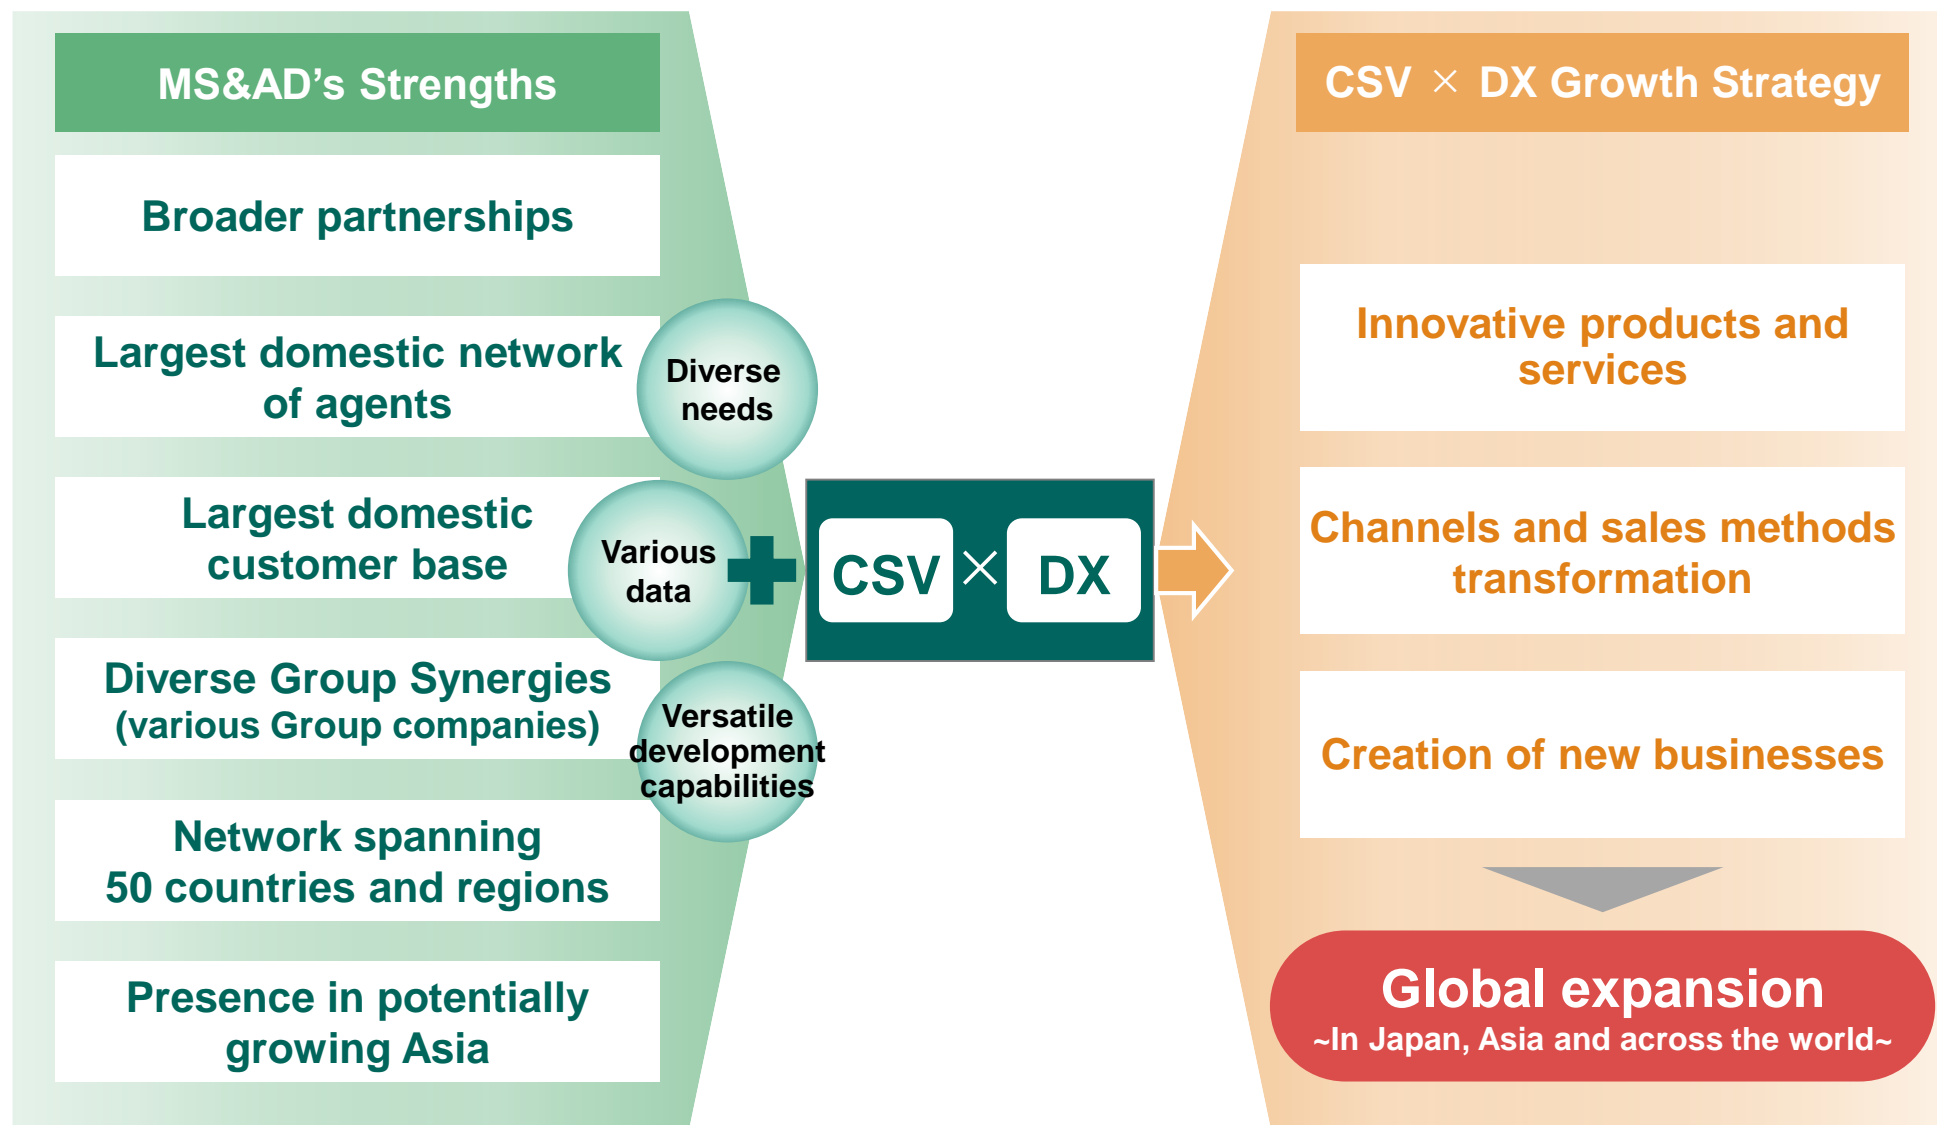 MS&AD’s Strengths
Broader partnerships
Largest domestic network
of agents
Largest domestic
customer base
Diverse Group Synergies
(various Group companies)
Network spanning
50 countries and regions
Presence in potentially
growing Asia
Diverse
needs
Various
data
Versatile
development
capabilities
CSV × DX
CSV × DX Growth Strategy
Innovative products and
services
Channels and sales methods
transformation
Creation of new businesses
Global expansion
~In Japan, Asia and across the world~